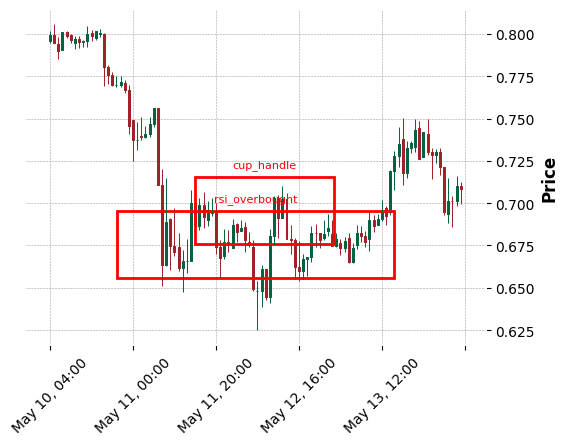 0.800
0.775
0.750
0.725
0.700
0.675
0.650
0.625
Price
cup_handle
rsi_overbought
May 10, 04:00
May 11, 00:00
May 11, 20:00
May 12, 16:00
May 13, 12:00